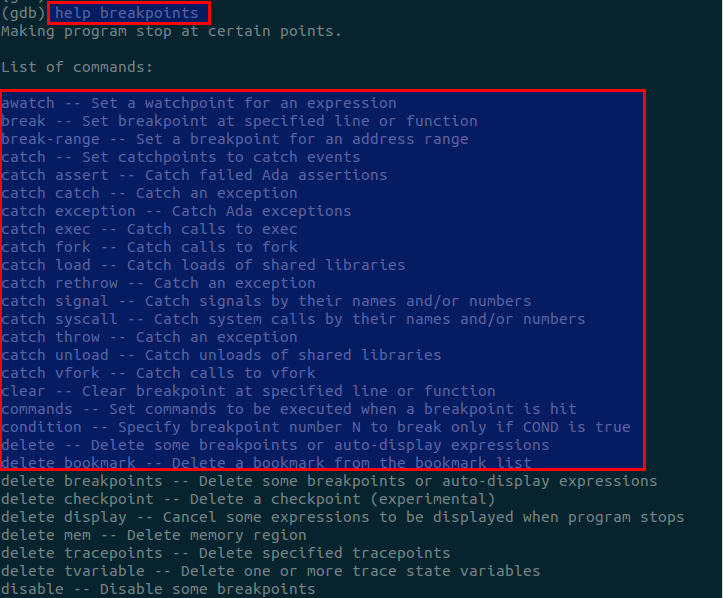 (gdb) help breakpoints
Making program stop at certain points.
List of commands:
awatch -- Set a watchpoint for an expression
break -- Set breakpoint at specified line or function
break-range -- Set a breakpoint for an address range
catch -- Set catchpoints to catch events
catch assert -- Catch failed Ada assertions
catch catch -- Catch an exception
catch exception -- Catch Ada exceptions
catch exec -- Catch calls to exec
catch fork -- Catch calls to fork
catch load -- Catch loads of shared libraries
catch rethrow -- Catch an exception
catch signal -- Catch signals by their names and/or numbers
catch syscall -- Catch system calls by their names and/or numbers
catch throw -- Catch an exception
catch unload -- Catch unloads of shared libraries
catch vfork -- Catch calls to vfork
clear -- Clear breakpoint at specified line or function
commands -- Set commands to be executed when a breakpoint is hit
condition -- Specify breakpoint number N to break only if COND is true
delete -- Delete some breakpoints or auto-display expressions
delete bookmark -- Delete a bookmark from the bookmark list
delete breakpoints -- Delete some breakpoints or auto-display expressions
delete checkpoint -- Delete a checkpoint (experimental)
delete display -- Cancel some expressions to be displayed when program stops
delete mem -- Delete memory region
delete tracepoints -- Delete specified tracepoints
delete tvariable -- Delete one or more trace state variables
disable -- Disable some breakpoints